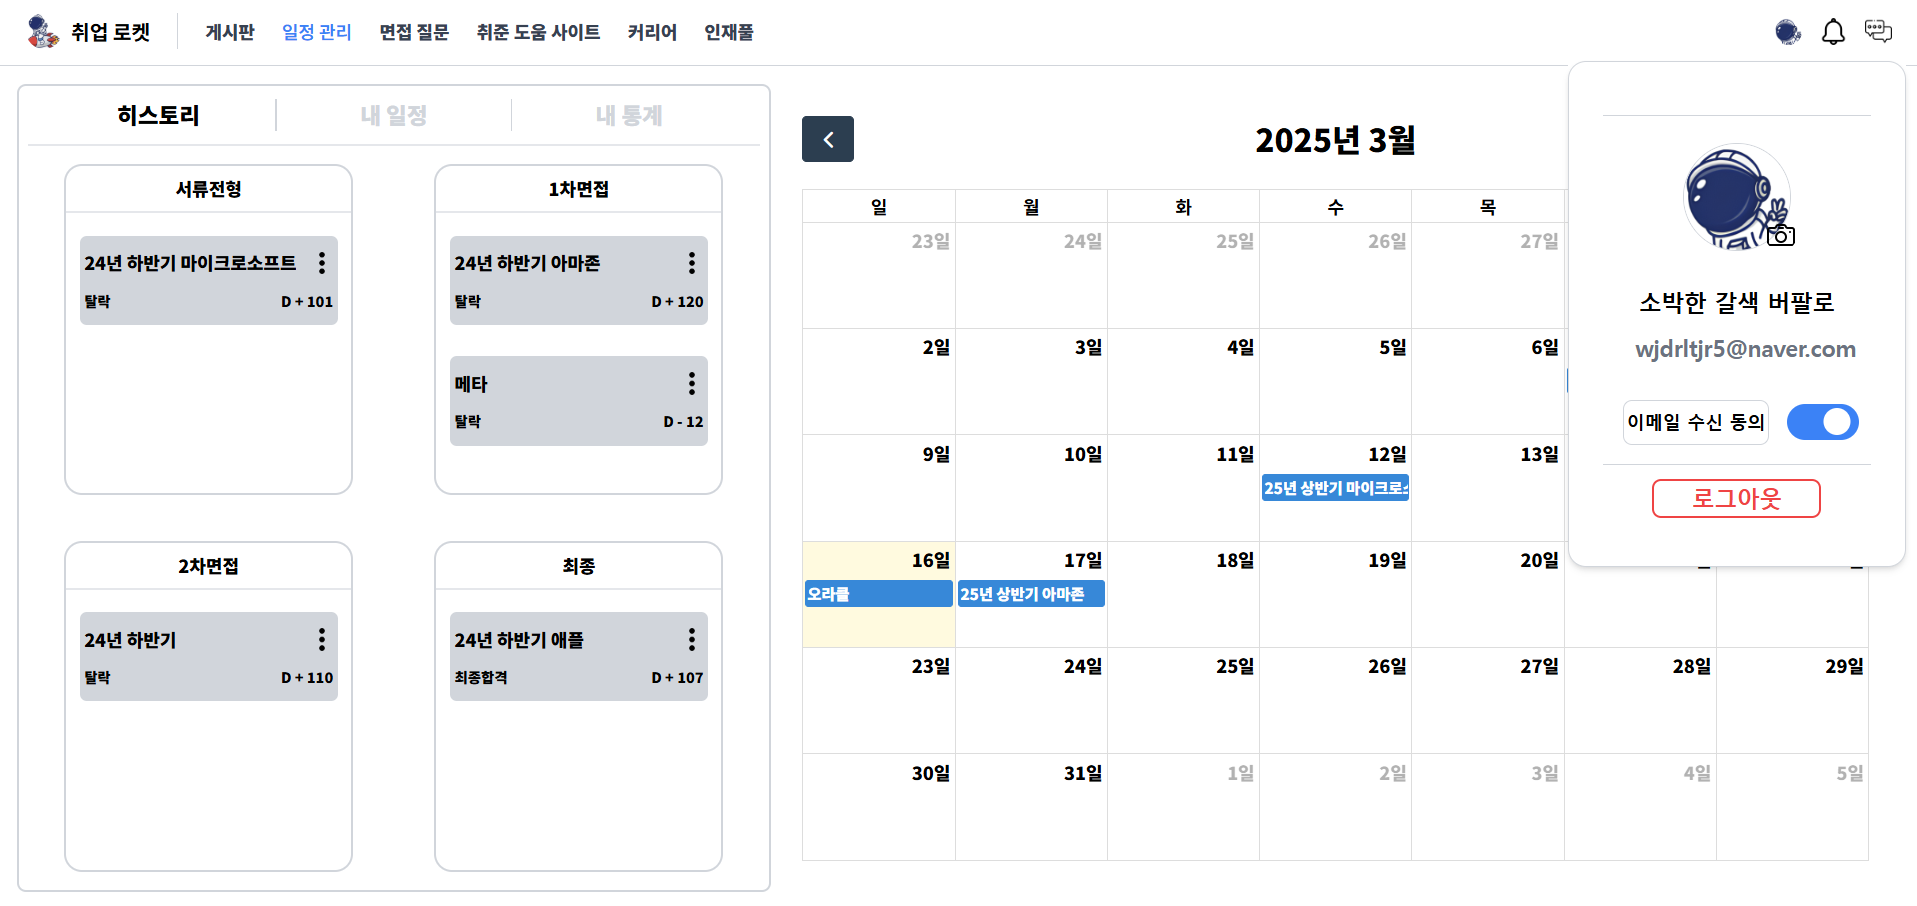 취업 로켓
게시판 일정 관리 면접 질문 취준 도움 사이트 커리어 인재풀
히스토리 내 일정 내 통계
서류전형
24년 하반기 마이크로소프트
탈락 D + 101
1차면접
24년 하반기 아마존
탈락 D + 120
메타
탈락 D - 12
2차면접
24년 하반기
탈락 D + 110
최종
24년 하반기 애플
최종합격 D + 107
2025년 3월
일 월 화 수 목
23일 24일 25일 26일 27일
2일 3일 4일 5일 6일
9일 10일 11일 12일 13일
25년 상반기 마이크로
16일 17일 18일 19일 20일
오라클 25년 상반기 아마존
23일 24일 25일 26일 27일 28일 29일
30일 31일 1일 2일 3일 4일 5일
소박한 갈색 버팔로
wjdrltjr5@naver.com
이메일 수신 동의
로그아웃